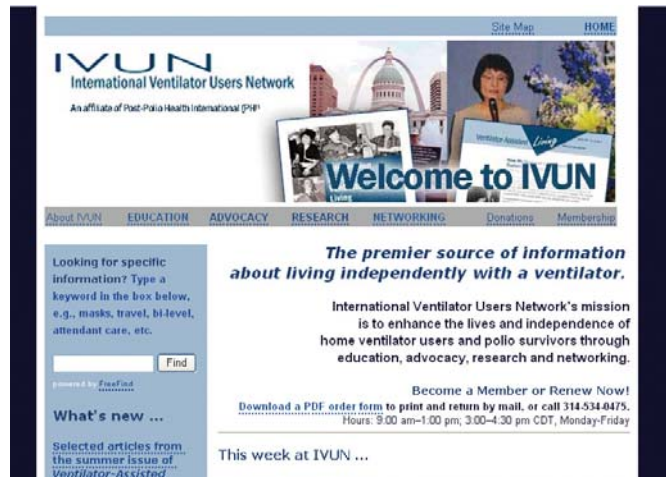 Site Map HOME
IVUN
International Ventilator Users Network
An affiliate of Post-Polio Health International (PHI)
Ventilator-Assisted Living
Living
Welcome to IVUN
About IVUN EDUCATION ADVOCACY RESEARCH NETWORKING Donations Membership
Looking for specific
information? Type a
keyword in the box below,
e.g., masks, travel, bi-level,
attendant care, etc.
Find
powered by FreeFind
What's new ...
Selected articles from
the summer issue of
Ventilator-Assisted
The premier source of information
about living independently with a ventilator.
International Ventilator Users Network's mission
is to enhance the lives and independence of
home ventilator users and polio survivors through
education, advocacy, research and networking.
Become a Member or Renew Now!
Download a PDF order form to print and return by mail, or call 314-534-0475.
Hours: 9:00 am–1:00 pm; 3:00–4:30 pm CDT, Monday-Friday
This week at IVUN ...